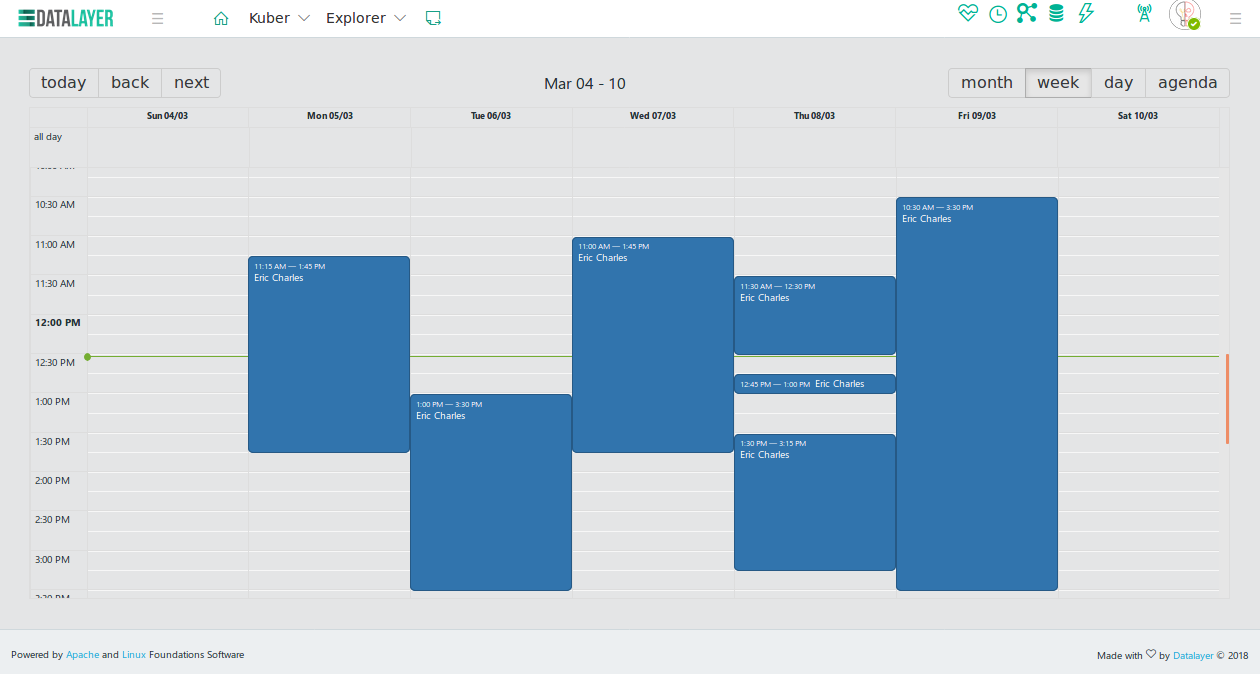 DATALAYER Kuber Explorer
today back next Mar 04 - 10 month week day agenda
Sun 04/03 Mon 05/03 Tue 06/03 Wed 07/03 Thu 08/03 Fri 09/03 Sat 10/03
all day
10:30 AM
11:00 AM
11:30 AM
12:00 PM
12:30 PM
1:00 PM
1:30 PM
2:00 PM
2:30 PM
3:00 PM
11:15 AM — 1:45 PM
Eric Charles
1:00 PM — 3:30 PM
Eric Charles
11:00 AM — 1:45 PM
Eric Charles
11:30 AM — 12:30 PM
Eric Charles
12:45 PM — 1:00 PM Eric Charles
1:30 PM — 3:15 PM
Eric Charles
10:30 AM — 3:30 PM
Eric Charles
Powered by Apache and Linux Foundations Software
Made with ♡ by Datalayer © 2018